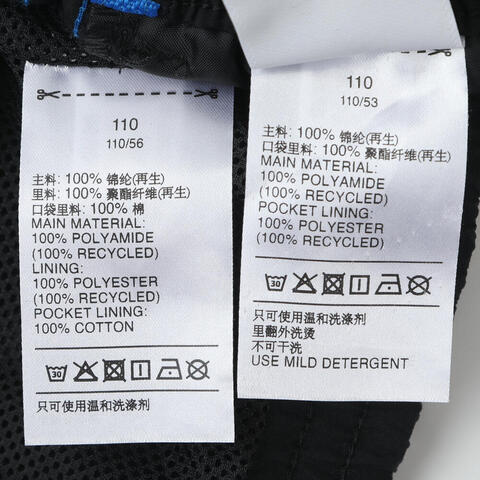 110
110/56
主料: 100% 锦纶(再生)
里料: 100% 聚酯纤维(再生)
口袋里料: 100% 棉
MAIN MATERIAL:
100% POLYAMIDE
(100% RECYCLED)
LINING:
100% POLYESTER
(100% RECYCLED)
POCKET LINING:
100% COTTON
30
只可使用温和洗涤剂
110
110/53
主料: 100% 锦纶(再生)
口袋里料: 100% 聚酯纤维(再生)
MAIN MATERIAL:
100% POLYAMIDE
(100% RECYCLED)
POCKET LINING:
100% POLYESTER
(100% RECYCLED)
30
只可使用温和洗涤剂
里翻外洗烫
不可干洗
USE MILD DETERGENT